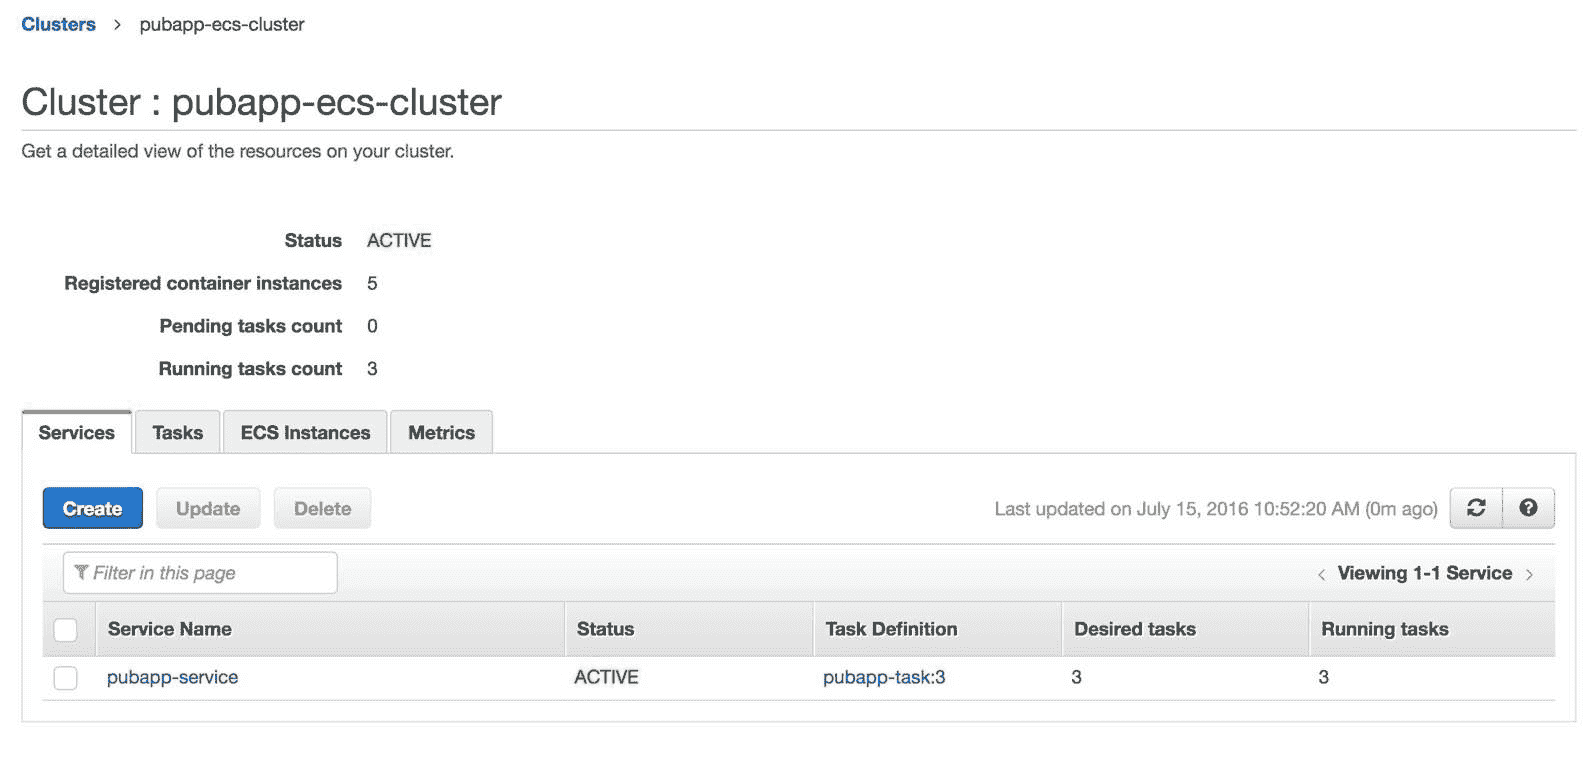 Clusters > pubapp-ecs-cluster
Cluster : pubapp-ecs-cluster
Get a detailed view of the resources on your cluster.
Status ACTIVE
Registered container instances 5
Pending tasks count 0
Running tasks count 3
Services Tasks ECS Instances Metrics
Create Update Delete Last updated on July 15, 2016 10:52:20 AM (0m ago)
Filter in this page < Viewing 1-1 Service >
Service Name Status Task Definition Desired tasks Running tasks
pubapp-service ACTIVE pubapp-task:3 3 3